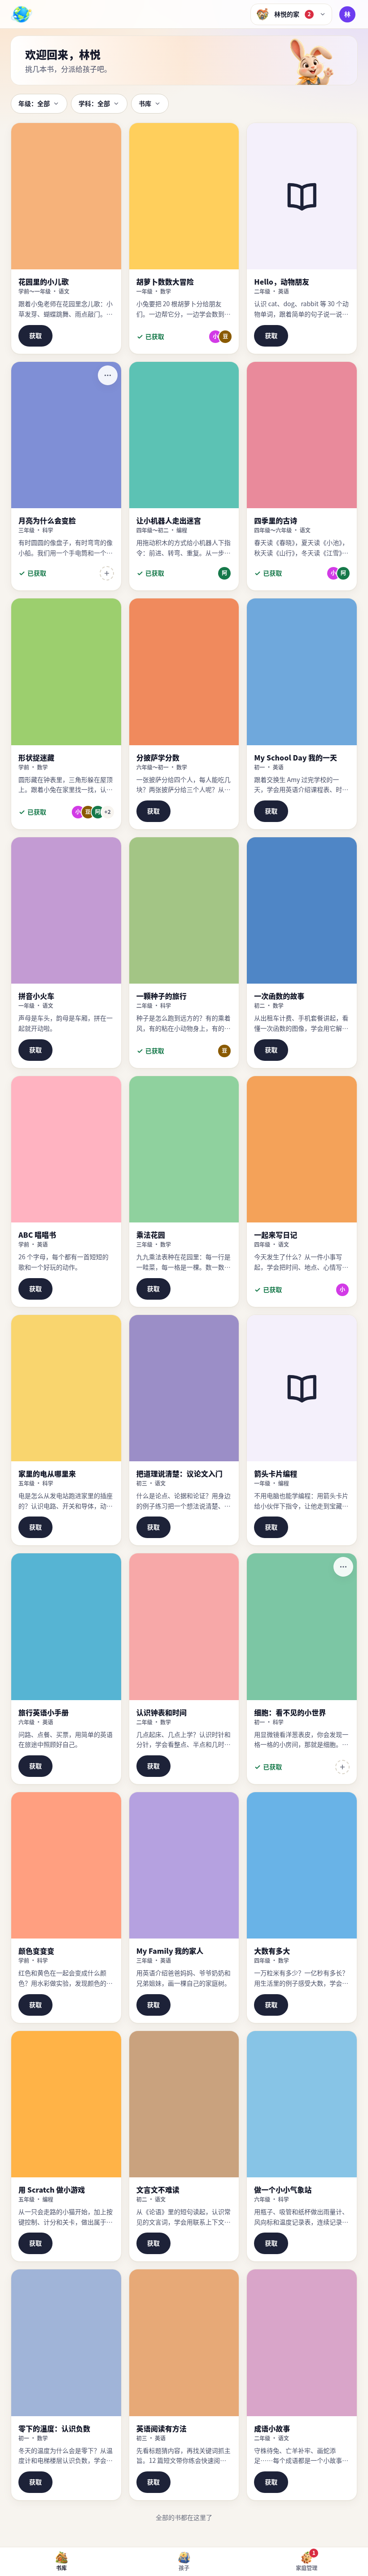 林悦的家 2 林
欢迎回来，林悦
挑几本书，分派给孩子吧。
年级：全部 学科：全部 书库
花园里的小儿歌
学前～一年级 · 语文
跟着小兔老师在花园里念儿歌：小
草发芽、蝴蝶跳舞、雨点敲门。…
获取
胡萝卜数数大冒险
一年级 · 数学
小兔要把 20 根胡萝卜分给朋友
们。一边帮它分，一边学会数到…
已获取 小 豆
Hello，动物朋友
二年级 · 英语
认识 cat、dog、rabbit 等 30 个动
物单词，跟着简单的句子说一说…
获取
月亮为什么会变脸
三年级 · 科学
有时圆圆的像盘子，有时弯弯的像
小船。我们用一个手电筒和一个…
已获取
让小机器人走出迷宫
四年级～初二 · 编程
用拖动积木的方式给小机器人下指
令：前进、转弯、重复。从一步…
已获取 阿
四季里的古诗
四年级～六年级 · 语文
春天读《春晓》，夏天读《小池》，
秋天读《山行》，冬天读《江雪》…
已获取 小 阿
形状捉迷藏
学前 · 数学
圆形藏在钟表里，三角形躲在屋顶
上。跟着小兔在家里找一找，认…
已获取 小 豆 阿 +2
分披萨学分数
六年级～初一 · 数学
一张披萨分给四个人，每人能吃几
块？两张披萨分给三个人呢？从…
获取
My School Day 我的一天
初一 · 英语
跟着交换生 Amy 过完学校的一
天，学会用英语介绍课程表、时…
获取
拼音小火车
一年级 · 语文
声母是车头，韵母是车厢，拼在一
起就开动啦。
获取
一颗种子的旅行
二年级 · 科学
种子是怎么跑到远方的？有的乘着
风，有的粘在小动物身上，有的…
已获取 豆
一次函数的故事
初二 · 数学
从出租车计费、手机套餐讲起，看
懂一次函数的图像，学会用它解…
获取
ABC 唱唱书
学前 · 英语
26 个字母，每个都有一首短短的
歌和一个好玩的动作。
获取
乘法花园
三年级 · 数学
九九乘法表种在花园里：每一行是
一畦菜，每一格是一棵。数一数…
获取
一起来写日记
四年级 · 语文
今天发生了什么？从一件小事写
起，学会把时间、地点、心情写…
已获取 小
家里的电从哪里来
五年级 · 科学
电是怎么从发电站跑进家里的插座
的？认识电路、开关和导体，动…
获取
把道理说清楚：议论文入门
初三 · 语文
什么是论点、论据和论证？用身边
的例子练习把一个想法说清楚、…
获取
箭头卡片编程
一年级 · 编程
不用电脑也能学编程：用箭头卡片
给小伙伴下指令，让他走到宝藏…
获取
旅行英语小手册
六年级 · 英语
问路、点餐、买票，用简单的英语
在旅途中照顾好自己。
获取
认识钟表和时间
二年级 · 数学
几点起床、几点上学？认识时针和
分针，学会看整点、半点和几时…
获取
细胞：看不见的小世界
初一 · 科学
用显微镜看洋葱表皮，你会发现一
格一格的小房间，那就是细胞。…
已获取
颜色变变变
学前 · 科学
红色和黄色在一起会变成什么颜
色？用水彩做实验，发现颜色的…
获取
My Family 我的家人
三年级 · 英语
用英语介绍爸爸妈妈、爷爷奶奶和
兄弟姐妹，画一棵自己的家庭树。
获取
大数有多大
四年级 · 数学
一万粒米有多少？一亿秒有多长？
用生活里的例子感受大数，学会…
获取
用 Scratch 做小游戏
五年级 · 编程
从一只会走路的小猫开始，加上按
键控制、计分和关卡，做出属于…
获取
文言文不难读
初二 · 语文
从《论语》里的短句读起，认识常
见的文言词，学会用联系上下文…
获取
做一个小小气象站
六年级 · 科学
用瓶子、吸管和纸杯做出雨量计、
风向标和温度记录表，连续记录…
获取
零下的温度：认识负数
初一 · 数学
冬天的温度为什么会是零下？从温
度计和电梯楼层认识负数，学会…
获取
英语阅读有方法
初三 · 英语
先看标题猜内容，再找关键词抓主
旨。12 篇短文带你练会快速阅…
获取
成语小故事
二年级 · 语文
守株待兔、亡羊补牢、画蛇添
足……每个成语都是一个小故事…
获取
全部的书都在这里了
书库 孩子 1 家庭管理